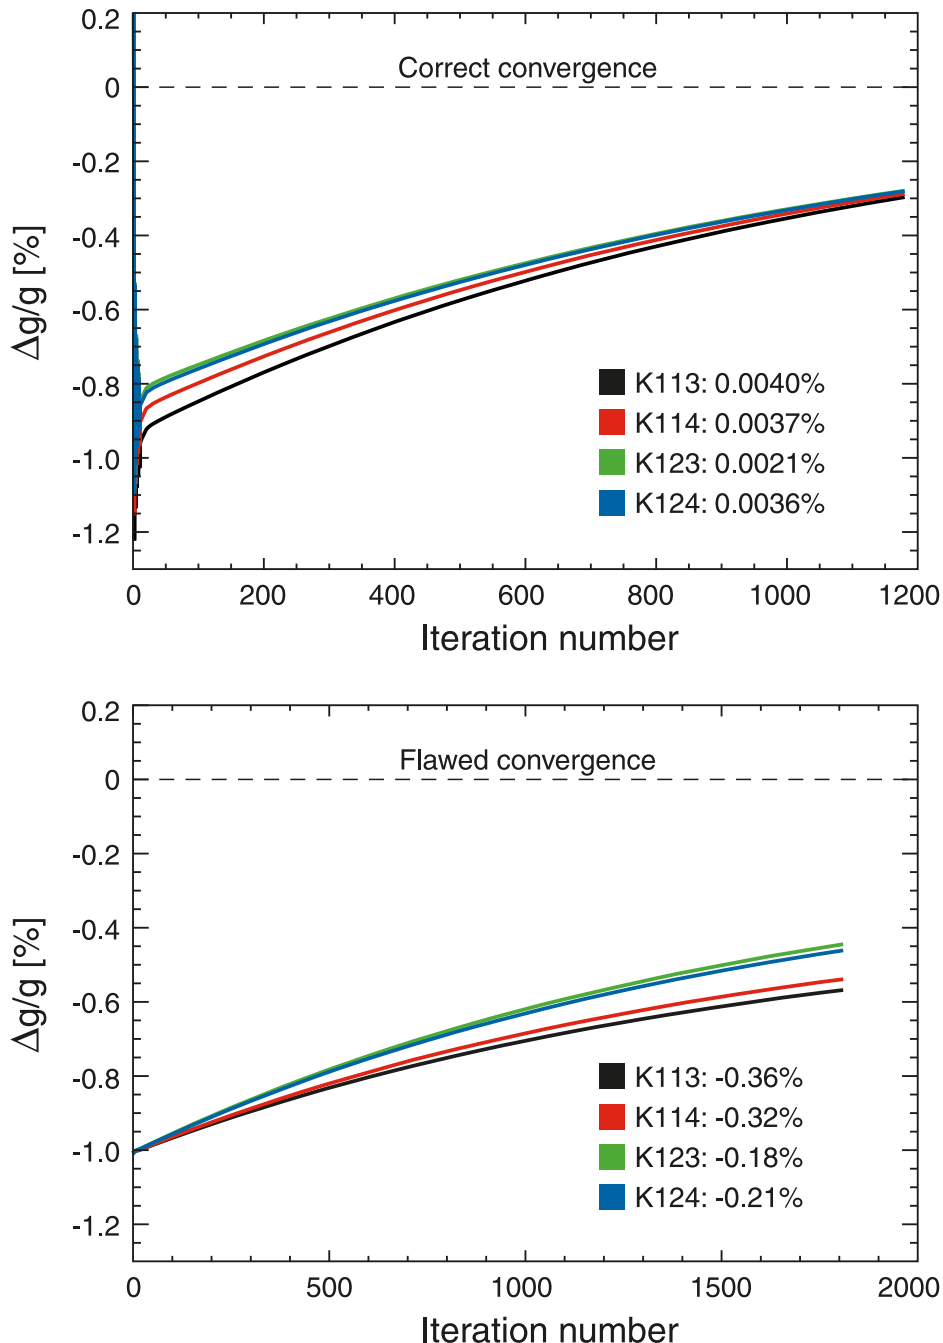 0.2
Correct convergence
0
-0.2
-0.4
Δg/g [%]
-0.6
-0.8
K113: 0.0040%
K114: 0.0037%
-1.0
K123: 0.0021%
K124: 0.0036%
-1.2
0 200 400 600 800 1000 1200
Iteration number
0.2
Flawed convergence
0
-0.2
-0.4
Δg/g [%]
-0.6
-0.8
K113: -0.36%
K114: -0.32%
-1.0
K123: -0.18%
K124: -0.21%
-1.2
0 500 1000 1500 2000
Iteration number